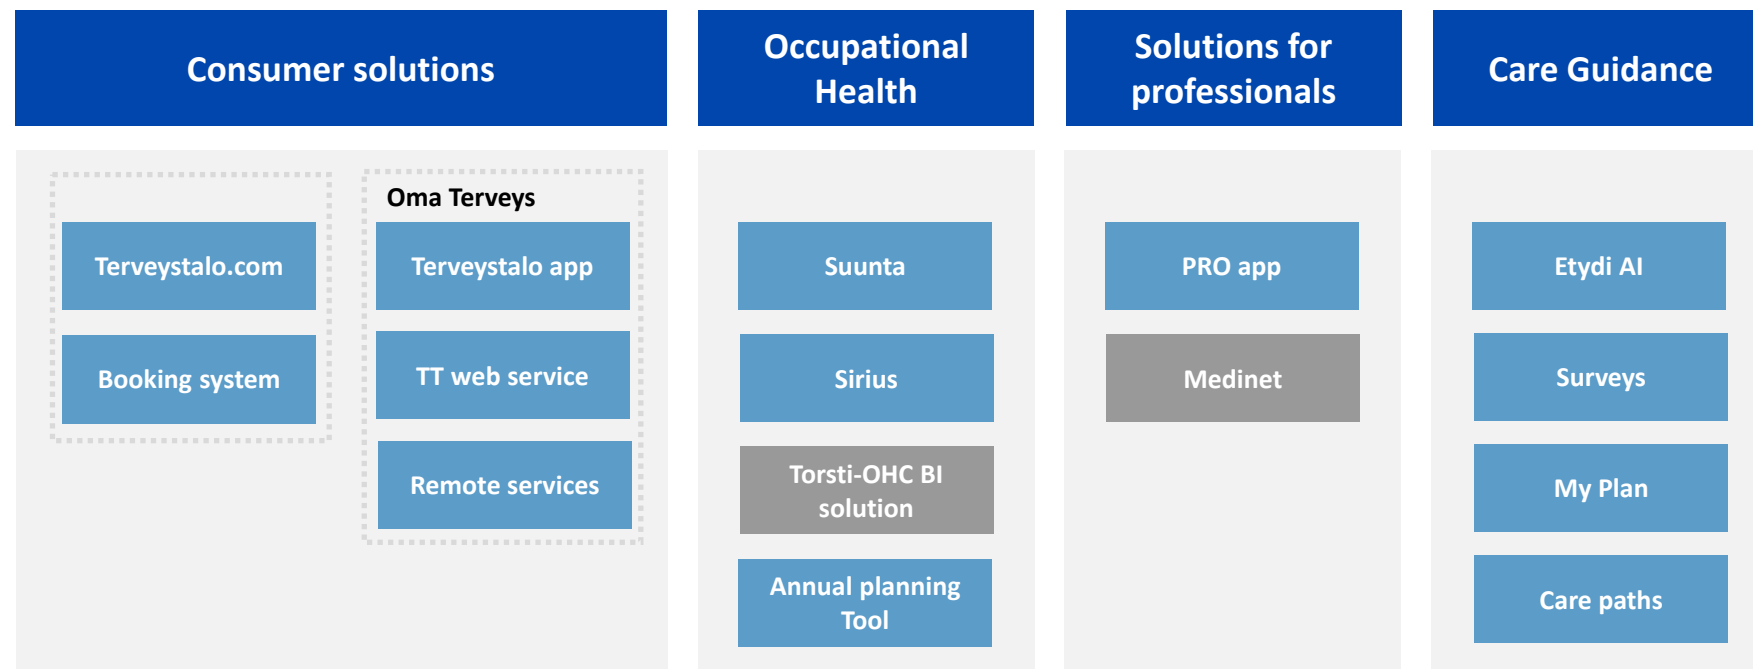 Consumer solutions
Occupational
Health
Solutions for
professionals
Care Guidance
Terveystalo.com
Booking system
Oma Terveys
Terveystalo app
TT web service
Remote services
Suunta
Sirius
Torsti-OHC BI
solution
Annual planning
Tool
PRO app
Medinet
Etydi AI
Surveys
My Plan
Care paths